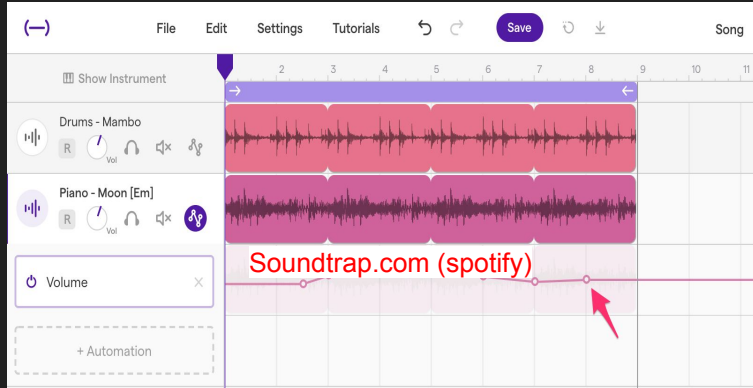 File Edit Settings Tutorials Save Song
Show Instrument
2 3 4 5 6 7 8 9 10 11
Drums - Mambo
R Vol
Piano - Moon [Em]
R Vol
Soundtrap.com (spotify)
Volume
+ Automation